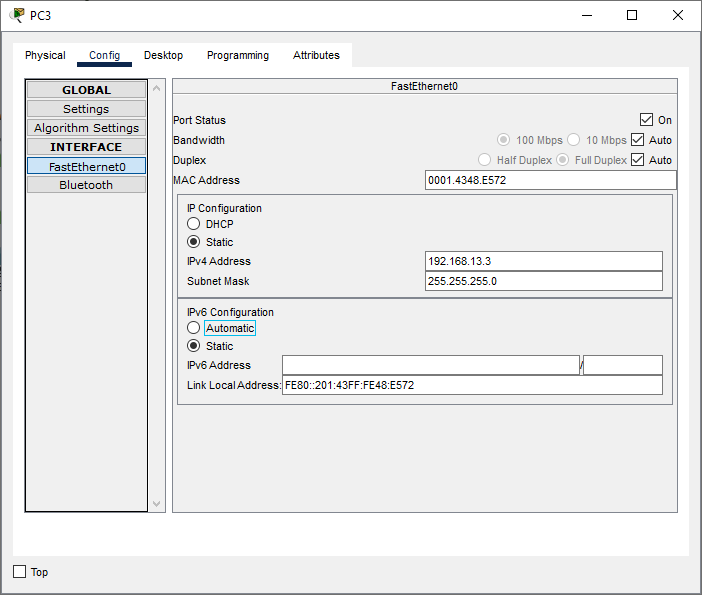 PC3
Physical Config Desktop Programming Attributes
GLOBAL
Settings
Algorithm Settings
INTERFACE
FastEthernet0
Bluetooth
FastEthernet0
Port Status On
Bandwidth 100 Mbps 10 Mbps Auto
Duplex Half Duplex Full Duplex Auto
MAC Address 0001.4348.E572
IP Configuration
DHCP
Static
IPv4 Address 192.168.13.3
Subnet Mask 255.255.255.0
IPv6 Configuration
Automatic
Static
IPv6 Address /
Link Local Address: FE80::201:43FF:FE48:E572
Top